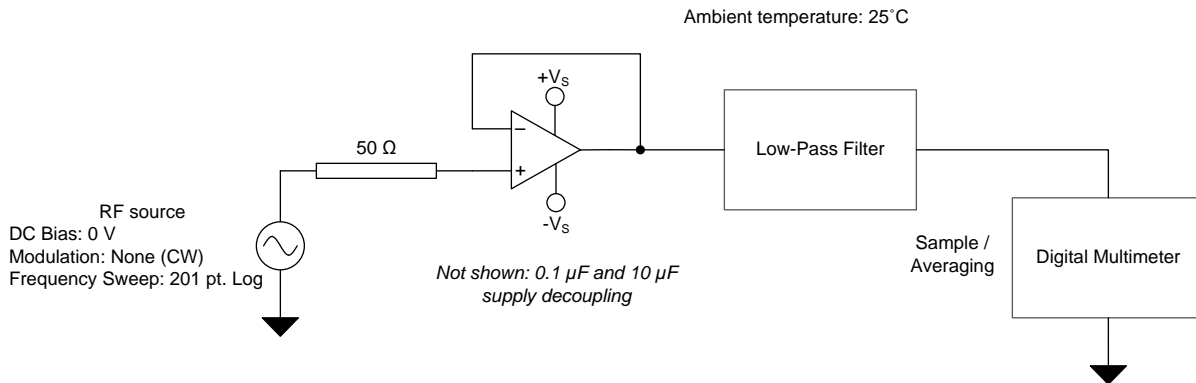 Ambient temperature: 25˚C
+VS
50 Ω
−
+
Low-Pass Filter
RF source
DC Bias: 0 V
Modulation: None (CW)
Frequency Sweep: 201 pt. Log
-VS
Not shown: 0.1 µF and 10 µF
supply decoupling
Sample /
Averaging
Digital Multimeter